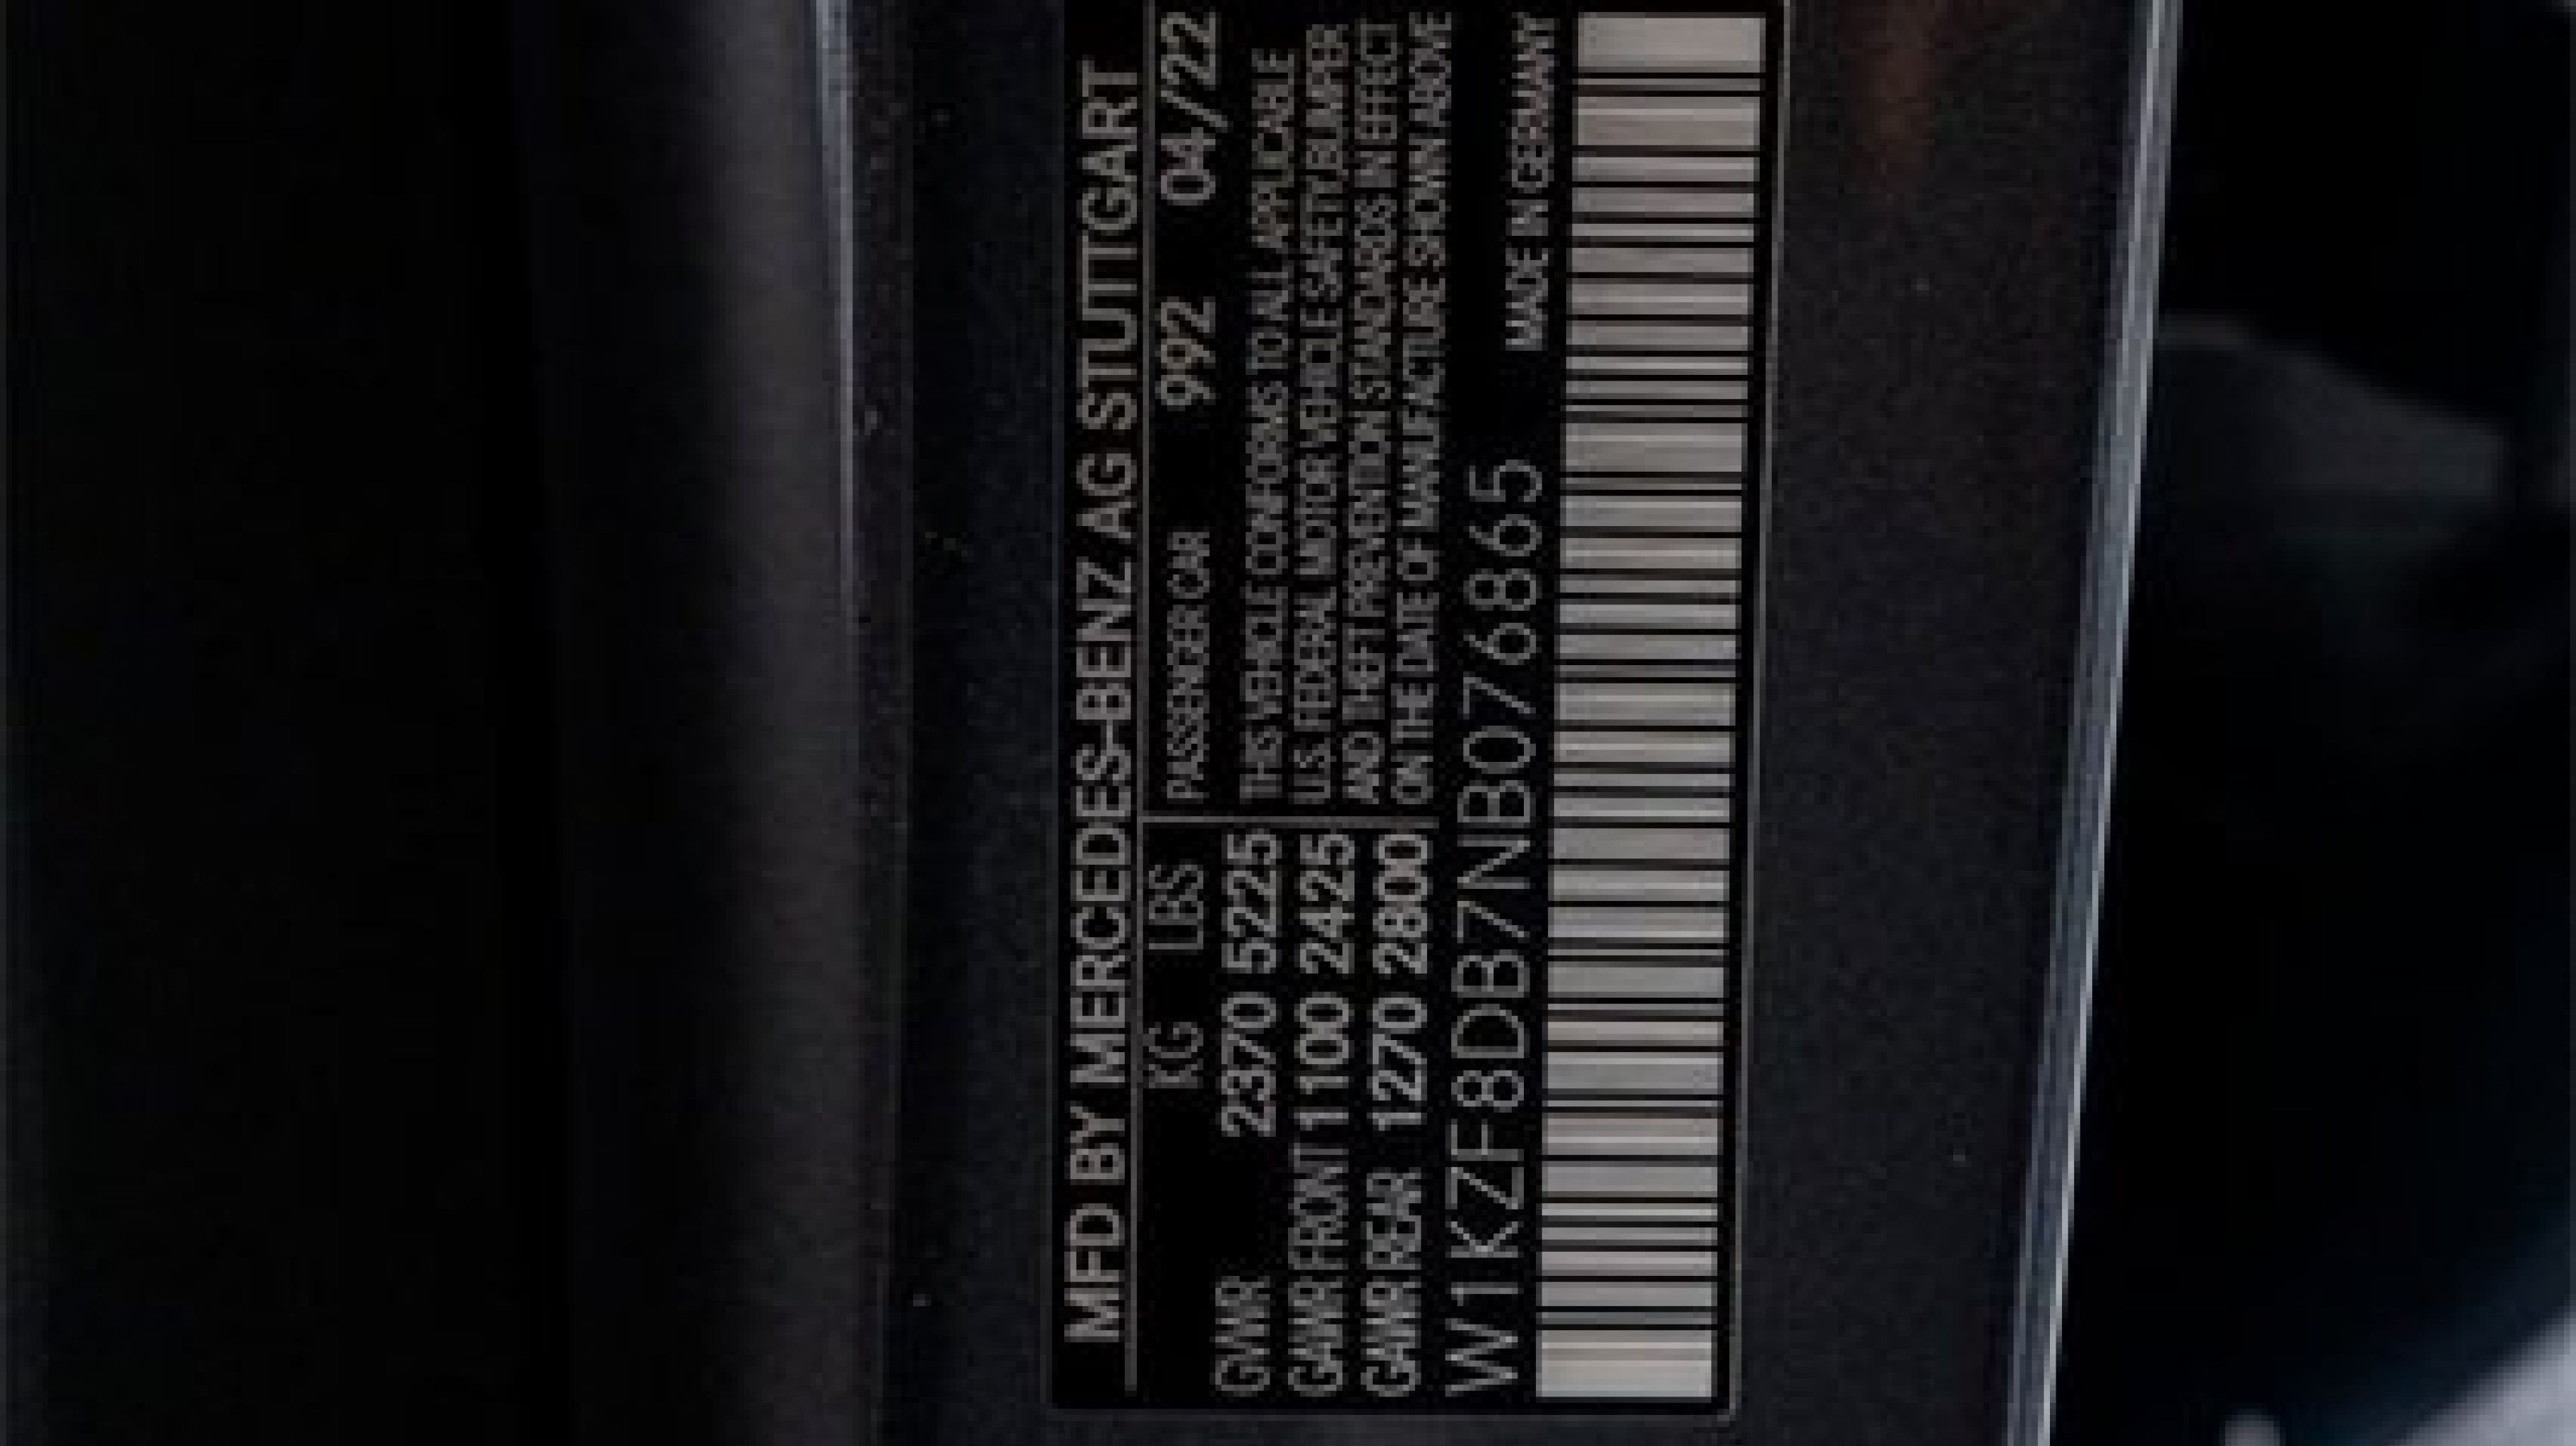 MFD BY MERCEDES-BENZ AG STUTTGART
KG LBS
GVWR 2370 5225
GAWR FRONT 1100 2425
GAWR REAR 1270 2800
PASSENGER CAR 992 04/22
THIS VEHICLE CONFORMS TO ALL APPLICABLE
U.S. FEDERAL MOTOR VEHICLE SAFETY/BUMPER
AND THEFT PREVENTION STANDARDS IN EFFECT
ON THE DATE OF MANUFACTURE SHOWN ABOVE
W1KZF8DB7NB076865
MADE IN GERMANY